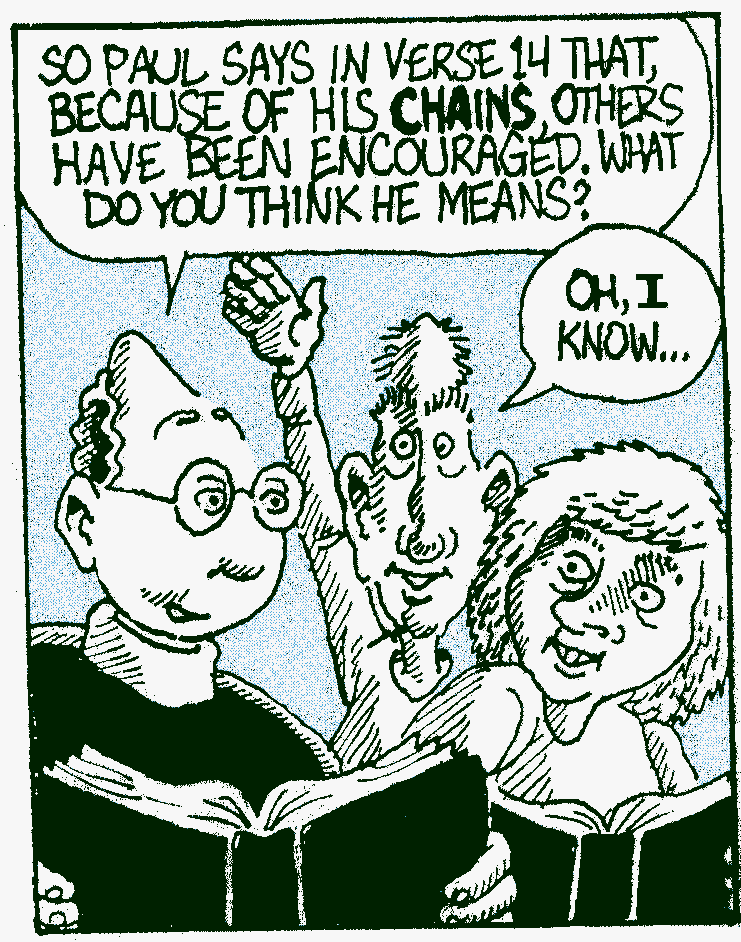 SO PAUL SAYS IN VERSE 14 THAT,
BECAUSE OF HIS CHAINS, OTHERS
HAVE BEEN ENCOURAGED. WHAT
DO YOU THINK HE MEANS?
OH, I
KNOW...